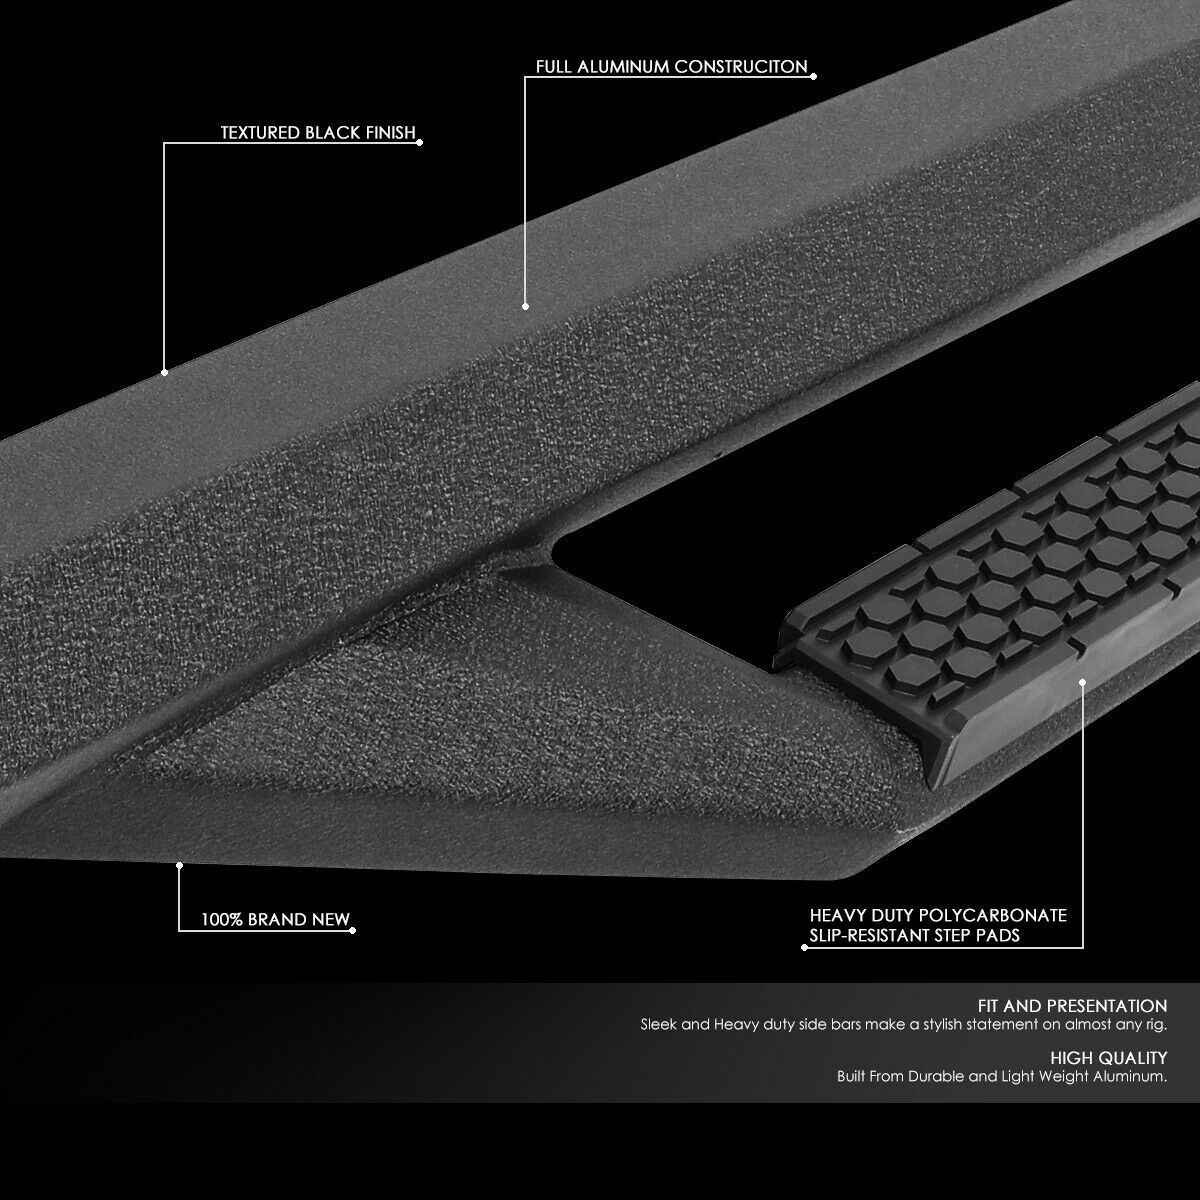 FULL ALUMINUM CONSTRUCITON
TEXTURED BLACK FINISH
100% BRAND NEW
HEAVY DUTY POLYCARBONATE
SLIP-RESISTANT STEP PADS
FIT AND PRESENTATION
Sleek and Heavy duty side bars make a stylish statement on almost any rig.
HIGH QUALITY
Built From Durable and Light Weight Aluminum.